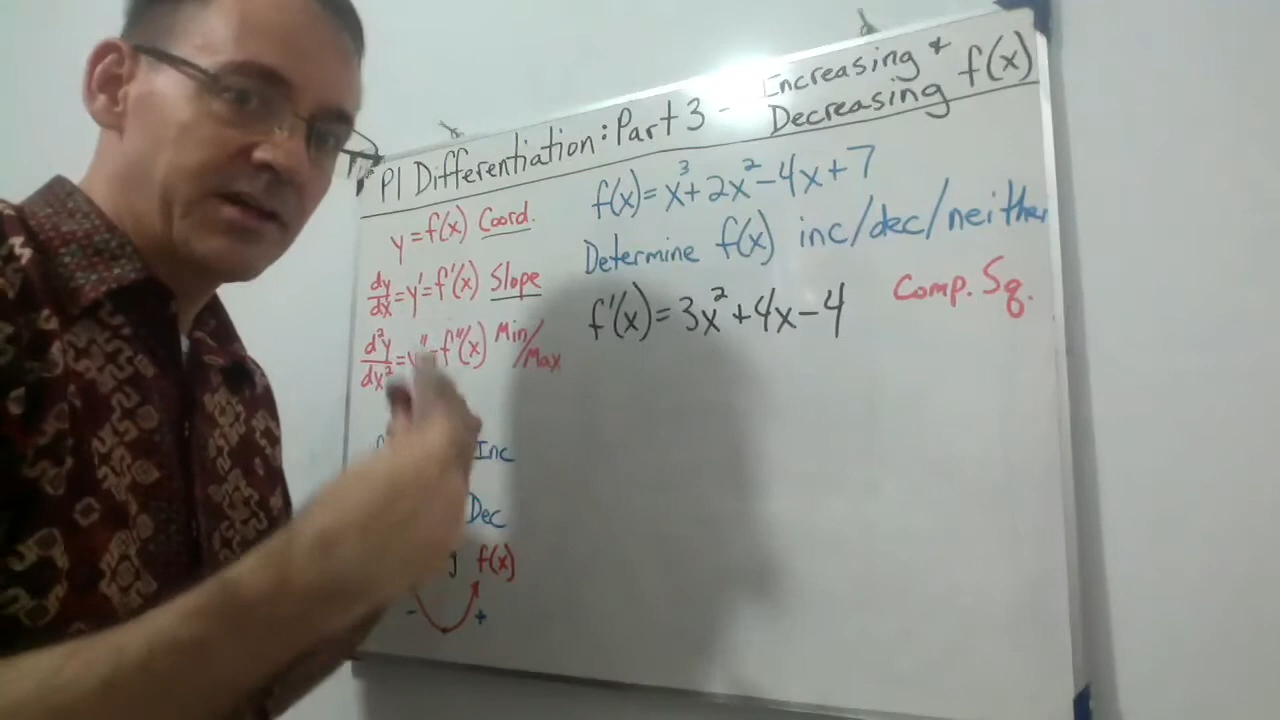 P1 Differentiation: Part 3 - Increasing + Decreasing f(x)
y = f(x) Coord.
dy/dx = y' = f'(x) Slope
d²y/dx² = y" = f"(x) Min/Max
Inc
Dec
f(x)
- +
f(x) = x³ + 2x² - 4x + 7
Determine f(x) inc/dec/neither
f'(x) = 3x² + 4x - 4
Comp. Sq.